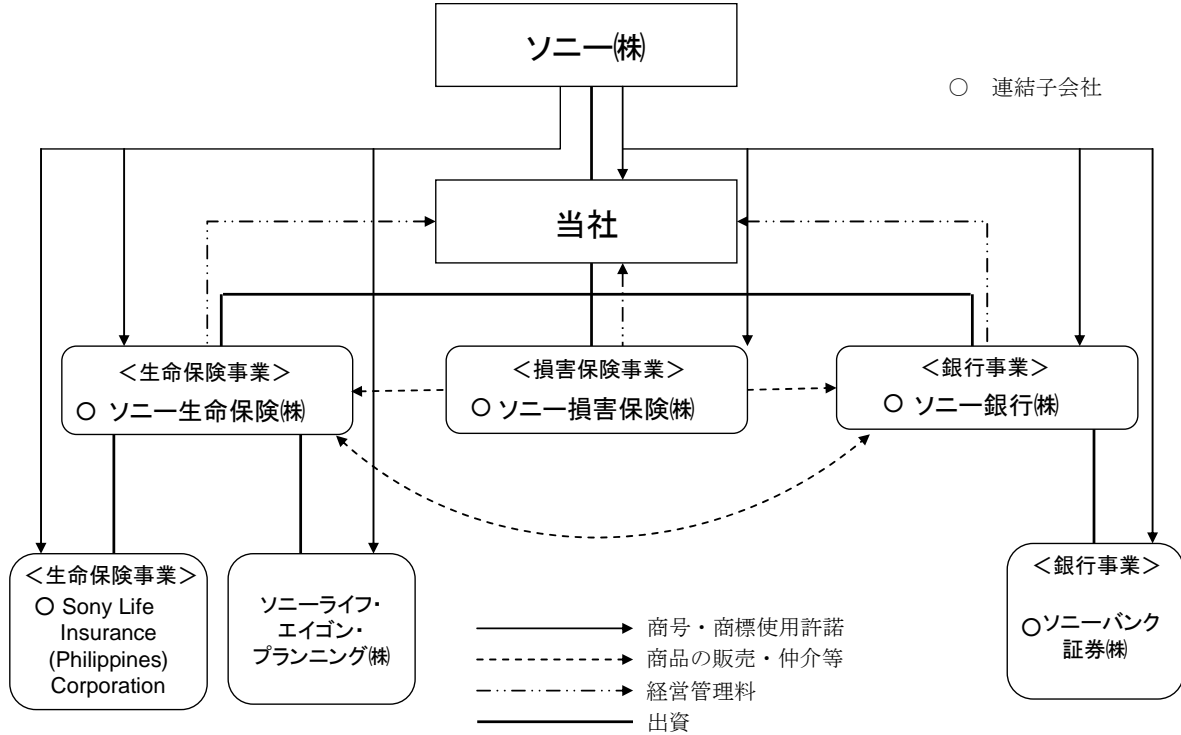 ソニー㈱
○ 連結子会社
当社
＜生命保険事業＞
○ ソニー生命保険㈱
＜損害保険事業＞
○ ソニー損害保険㈱
＜銀行事業＞
○ ソニー銀行㈱
＜生命保険事業＞
○ Sony Life
Insurance
(Philippines)
Corporation
ソニーライフ・
エイゴン・
プランニング㈱
＜銀行事業＞
○ソニーバンク
証券㈱
商号・商標使用許諾
商品の販売・仲介等
経営管理料
出資